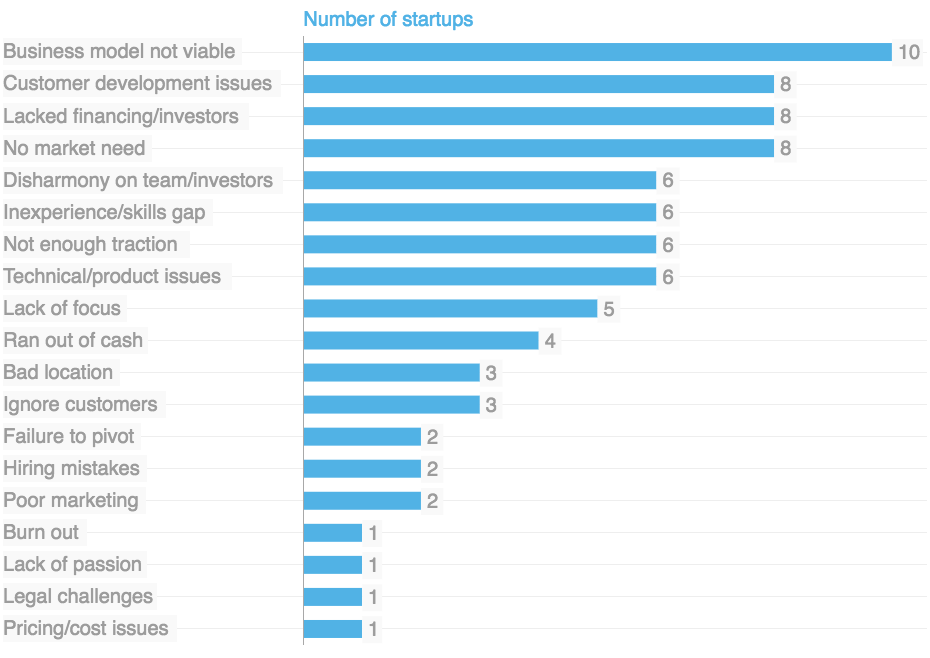 Number of startups
Business model not viable 10
Customer development issues 8
Lacked financing/investors 8
No market need 8
Disharmony on team/investors 6
Inexperience/skills gap 6
Not enough traction 6
Technical/product issues 6
Lack of focus 5
Ran out of cash 4
Bad location 3
Ignore customers 3
Failure to pivot 2
Hiring mistakes 2
Poor marketing 2
Burn out 1
Lack of passion 1
Legal challenges 1
Pricing/cost issues 1